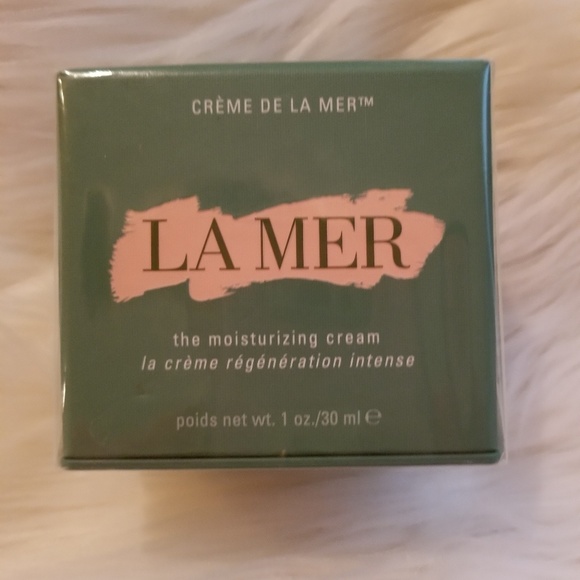 CRÈME DE LA MER™
LA MER
the moisturizing cream
la crème régénération intense
poids net wt. 1 oz./30 ml ℮